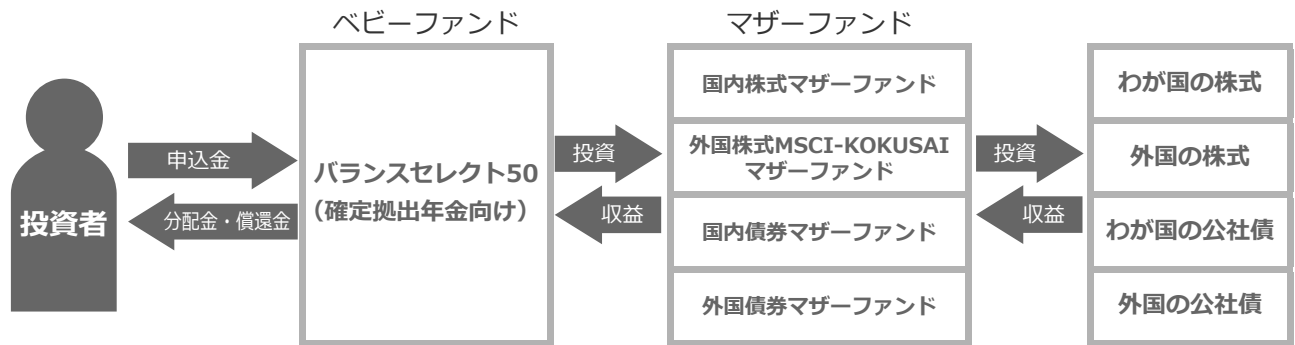 ベビーファンド
マザーファンド
投資者
申込金
分配金・償還金
バランスセレクト50
（確定拠出年金向け）
投資
収益
国内株式マザーファンド
外国株式MSCI-KOKUSAI
マザーファンド
国内債券マザーファンド
外国債券マザーファンド
投資
収益
わが国の株式
外国の株式
わが国の公社債
外国の公社債